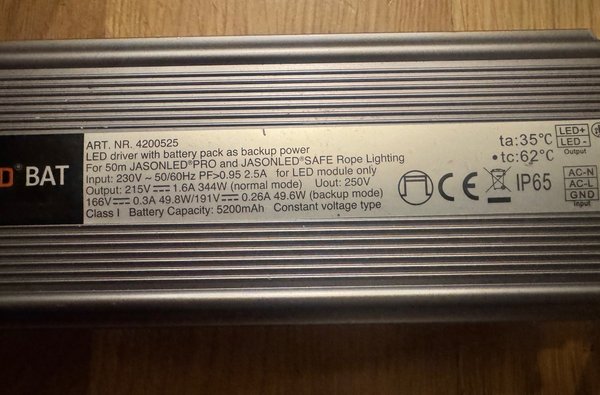 D® BAT
ART. NR. 4200525
LED driver with battery pack as backup power
For 50m JASONLED®PRO and JASONLED®SAFE Rope Lighting
Input: 230V ~ 50/60Hz PF>0.95 2.5A for LED module only
Output: 215V⎓ 1.6A 344W (normal mode) Uout: 250V
166V⎓ 0.3A 49.8W/191V⎓ 0.26A 49.6W (backup mode)
Class I Battery Capacity: 5200mAh Constant voltage type
ta:35℃
•tc:62℃
CE IP65
LED+
LED-
Output
AC-N
AC-L
GND
Input